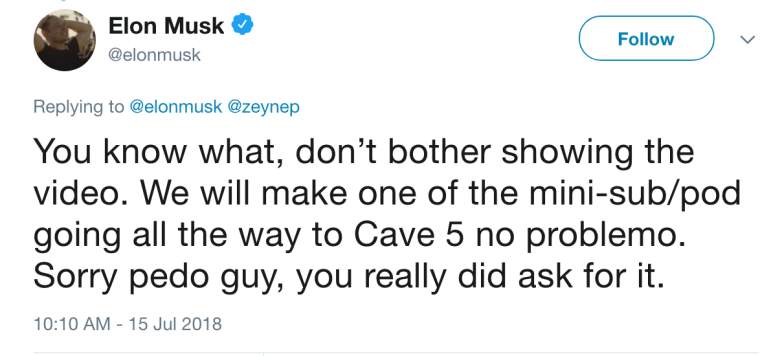 Elon Musk
@elonmusk
Follow
Replying to @elonmusk @zeynep
You know what, don’t bother showing the
video. We will make one of the mini-sub/pod
going all the way to Cave 5 no problemo.
Sorry pedo guy, you really did ask for it.
10:10 AM - 15 Jul 2018